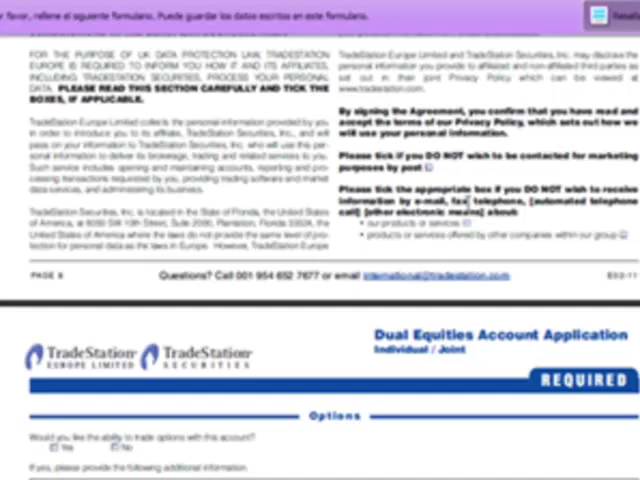 r favor, rellene el siguiente formulario. Puede guardar los datos escritos en este formulario.
FOR THE PURPOSE OF UK DATA PROTECTION LAW, TRADESTATION
EUROPE IS REQUIRED TO INFORM YOU HOW IT AND ITS AFFILIATES,
INCLUDING TRADESTATION SECURITIES, PROCESS YOUR PERSONAL
DATA. PLEASE READ THIS SECTION CAREFULLY AND TICK THE
BOXES, IF APPLICABLE.
TradeStation Europe Limited collects the personal information provided by you
in order to introduce you to its affiliate, TradeStation Securities, Inc., and will
pass on your information to TradeStation Securities, Inc. who will use this per-
sonal information to deliver its brokerage, trading and related services to you.
Such service includes opening and maintaining accounts, reporting and pro-
cessing transactions requested by you, providing trading software and market
data services, and administering its business.
TradeStation Securities, Inc. is located in the State of Florida, the United States
of America, at 8050 SW 10th Street, Suite 2000, Plantation, Florida 33324, the
United States of America where the laws do not provide the same level of pro-
tection for personal data as the laws in Europe. However, TradeStation Europe
TradeStation Europe Limited and TradeStation Securities, Inc. may disclose the
personal information you provide to affiliated and non-affiliated third parties as
set out in their joint Privacy Policy which can be viewed at
www.tradestation.com.
By signing the Agreement, you confirm that you have read and
accept the terms of our Privacy Policy, which sets out how we
will use your personal information.
Please tick if you DO NOT wish to be contacted for marketing
purposes by post
Please tick the appropriate box if you DO NOT wish to receive
information by e-mail, fax telephone, [automated telephone
call] [other electronic means] about:
• our products or services
• products or services offered by other companies within our group
PAGE 8
Questions? Call 001 954 652 7677 or email international@tradestation.com
E02-11
TradeStation
EUROPE LIMITED
TradeStation
SECURITIES
Dual Equities Account Application
Individual / Joint
REQUIRED
Options
Would you like the ability to trade options with this account?
Yes No
If yes, please provide the following additional information.